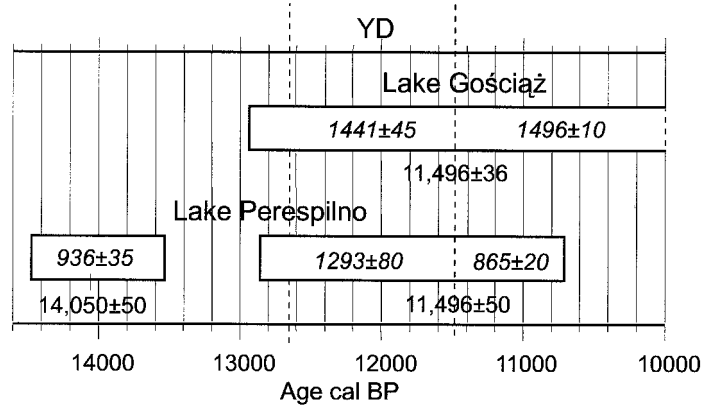 YD
Lake Gościąż
1441±45 1496±10
11,496±36
Lake Perespilno
936±35 1293±80 865±20
14,050±50 11,496±50
14000 13000 12000 11000 10000
Age cal BP